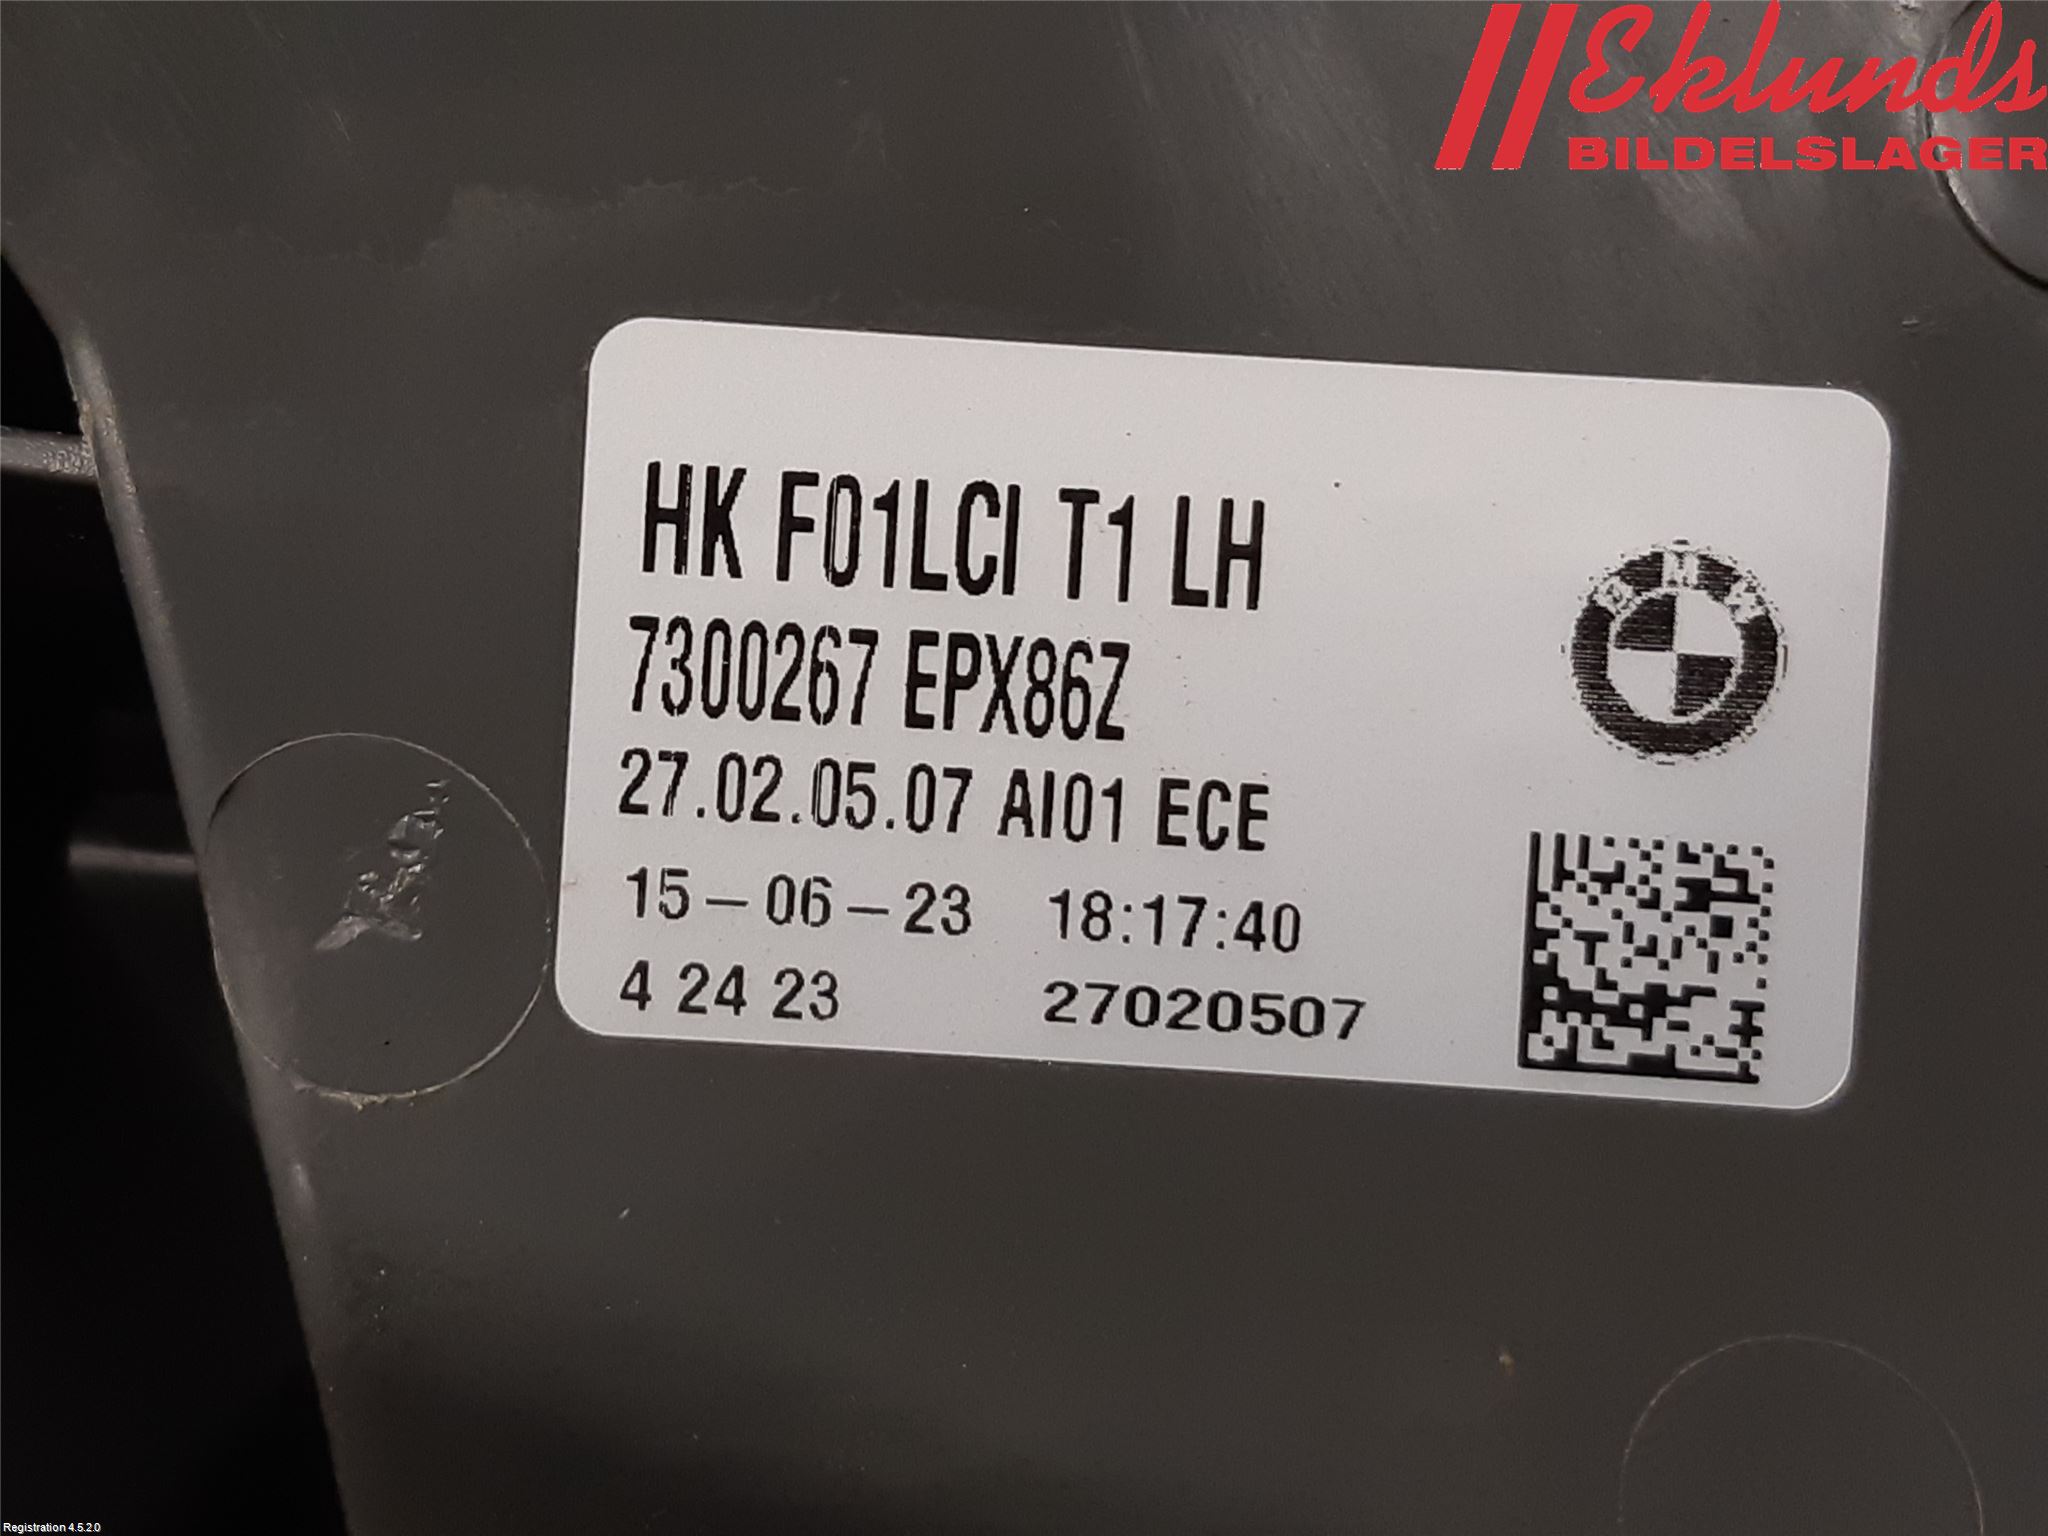 Eklunds
BILDELSLAGER
HK F01LCI T1 LH
7300267 EPX86Z
27.02.05.07 AI01 ECE
15-06-23 18:17:40
4 24 23 27020507
BMW
Registration 4.5.2.0